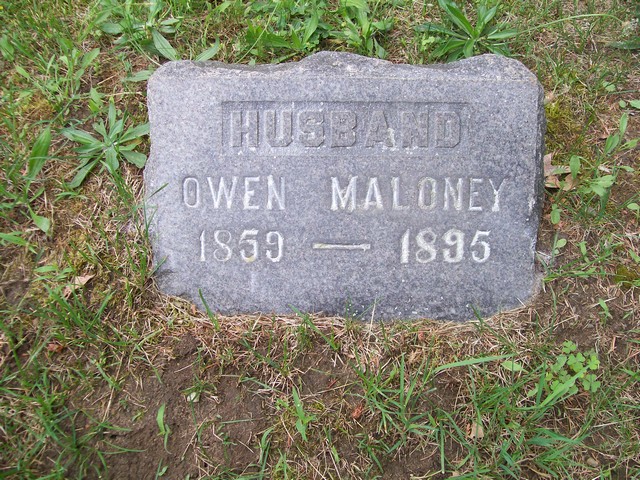 HUSBAND
OWEN MALONEY
1859 — 1895